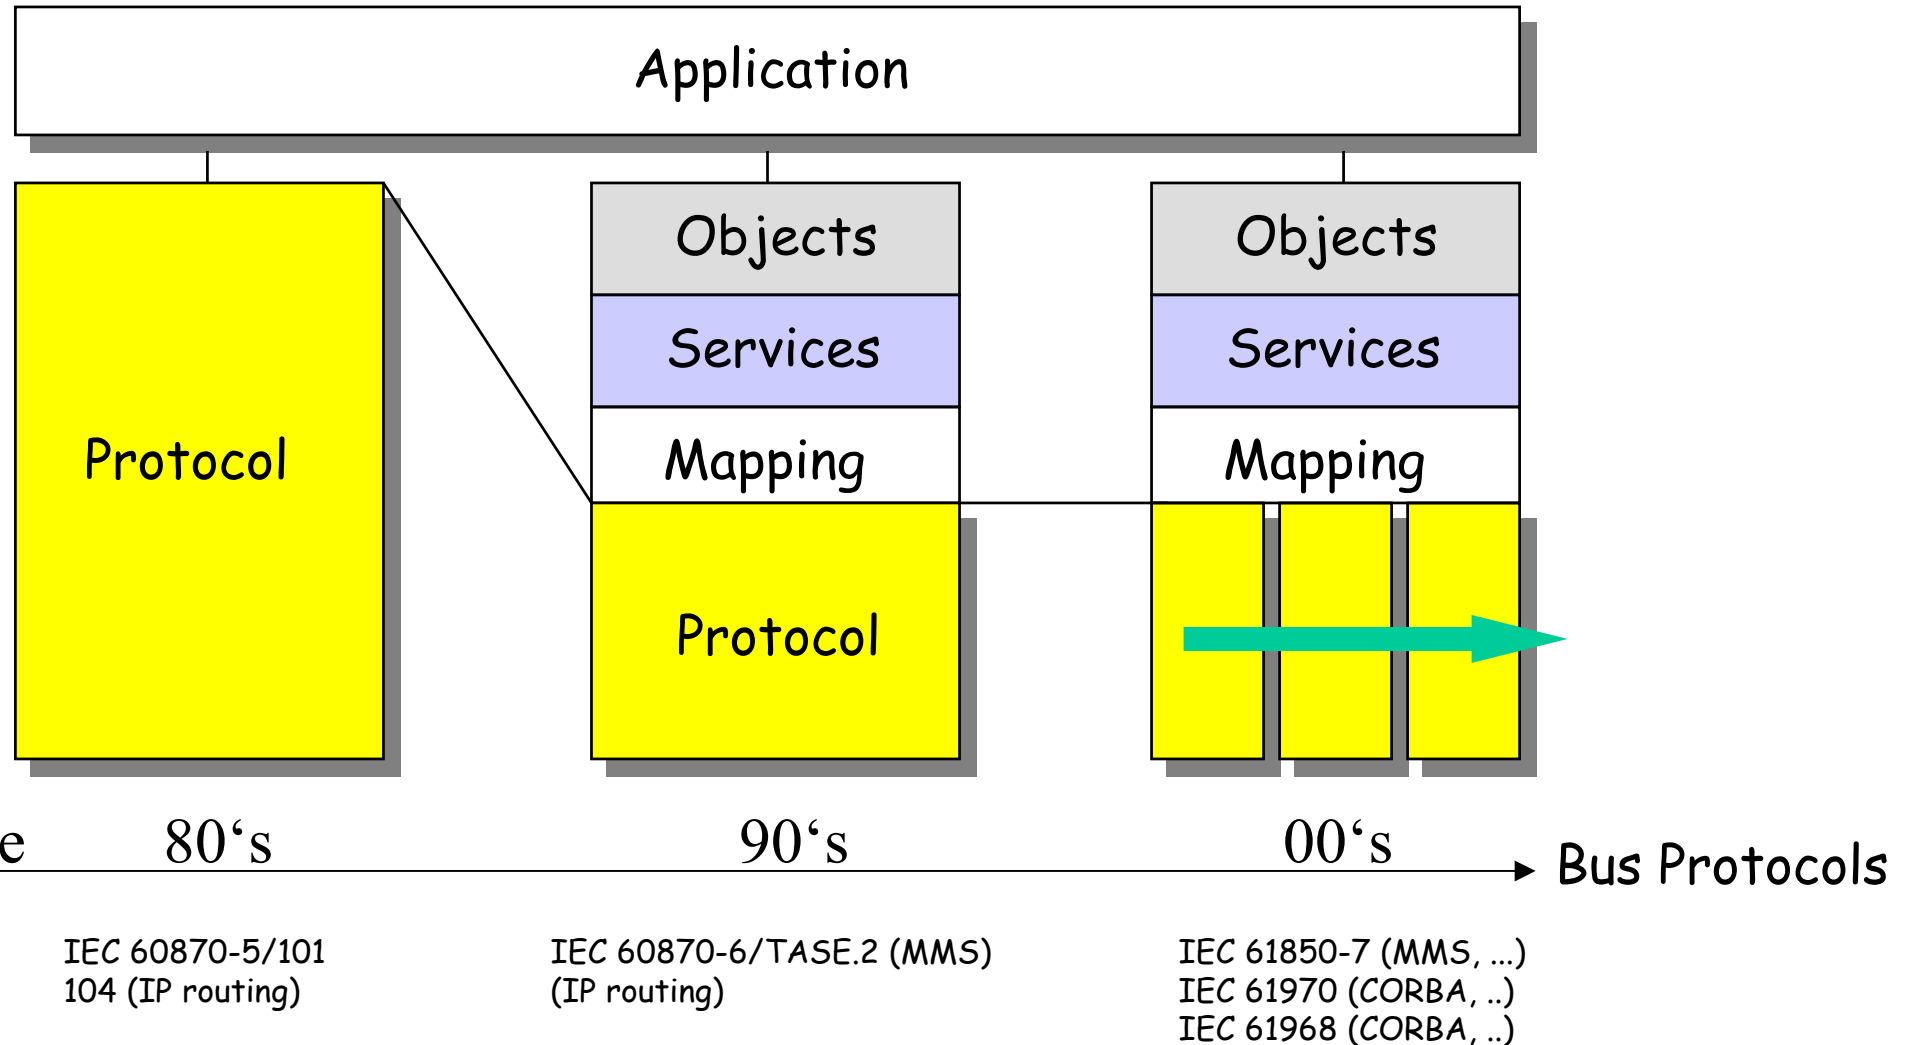 Application
Protocol
Objects
Services
Mapping
Protocol
Objects
Services
Mapping
80‘s
90‘s
00‘s
Bus Protocols
IEC 60870-5/101
104 (IP routing)
IEC 60870-6/TASE.2 (MMS)
(IP routing)
IEC 61850-7 (MMS, ...)
IEC 61970 (CORBA, ..)
IEC 61968 (CORBA, ..)